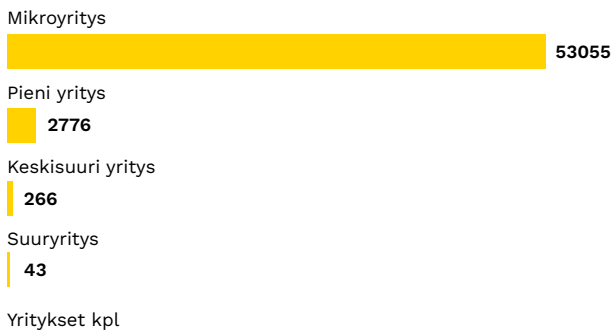 Mikroyritys
53055
Pieni yritys
2776
Keskisuuri yritys
266
Suuryritys
43
Yritykset kpl